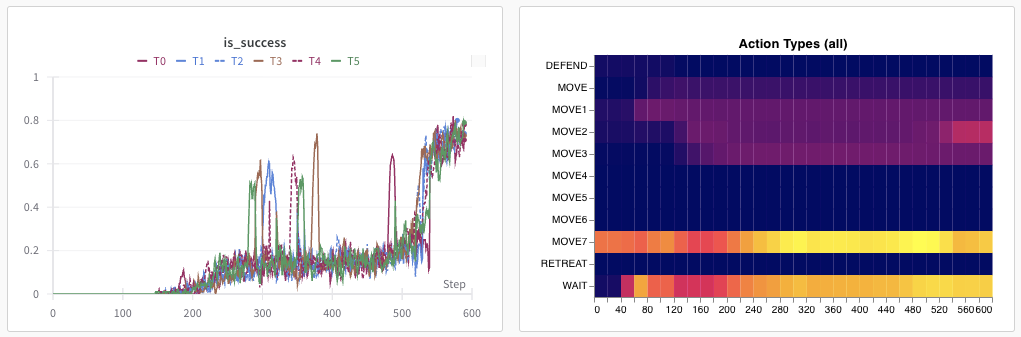 is_success
T0 T1 T2 T3 T4 T5
1
0.8
0.6
0.4
0.2
0
Step
0 100 200 300 400 500 600
Action Types (all)
DEFEND
MOVE
MOVE1
MOVE2
MOVE3
MOVE4
MOVE5
MOVE6
MOVE7
RETREAT
WAIT
0 40 80 120 160 200 240 280 320 360 400 440 480 520 560 600